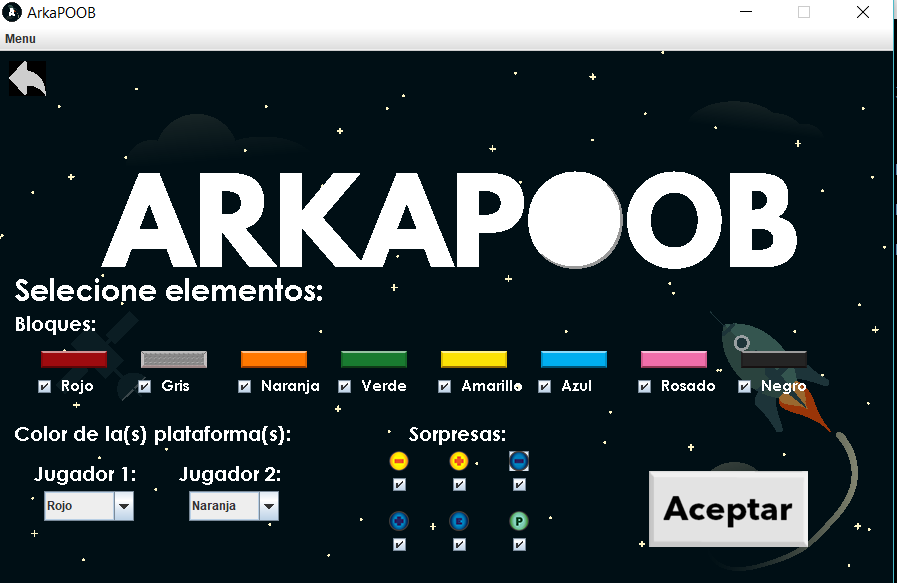 ArkaPOOB
Menu
ARKAPOOB
Selecione elementos:
Bloques:
Rojo Gris Naranja Verde Amarillo Azul Rosado Negro
Color de la(s) plataforma(s): Sorpresas:
Jugador 1: Jugador 2:
Rojo Naranja
E P
Aceptar